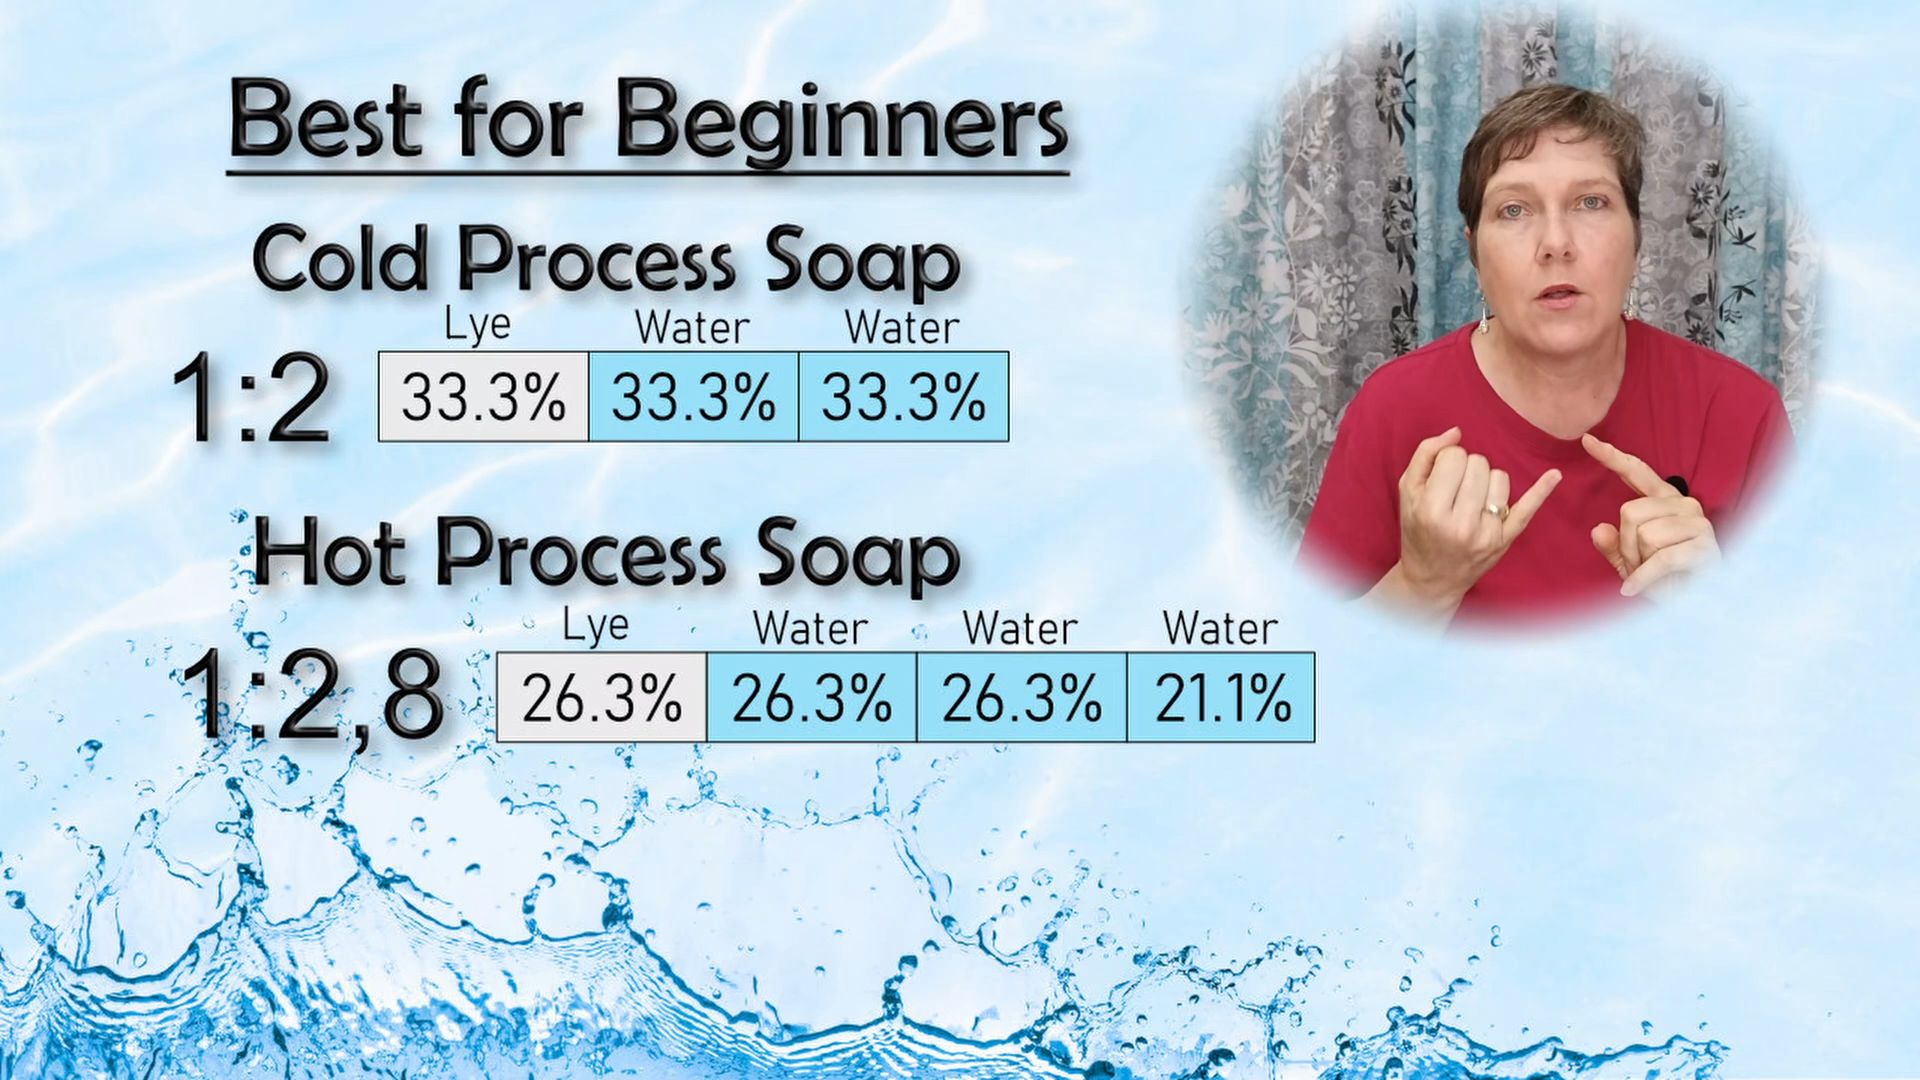 Best for Beginners
Cold Process Soap
Lye Water Water
1:2 33.3% 33.3% 33.3%
Hot Process Soap
Lye Water Water Water
1:2,8 26.3% 26.3% 26.3% 21.1%